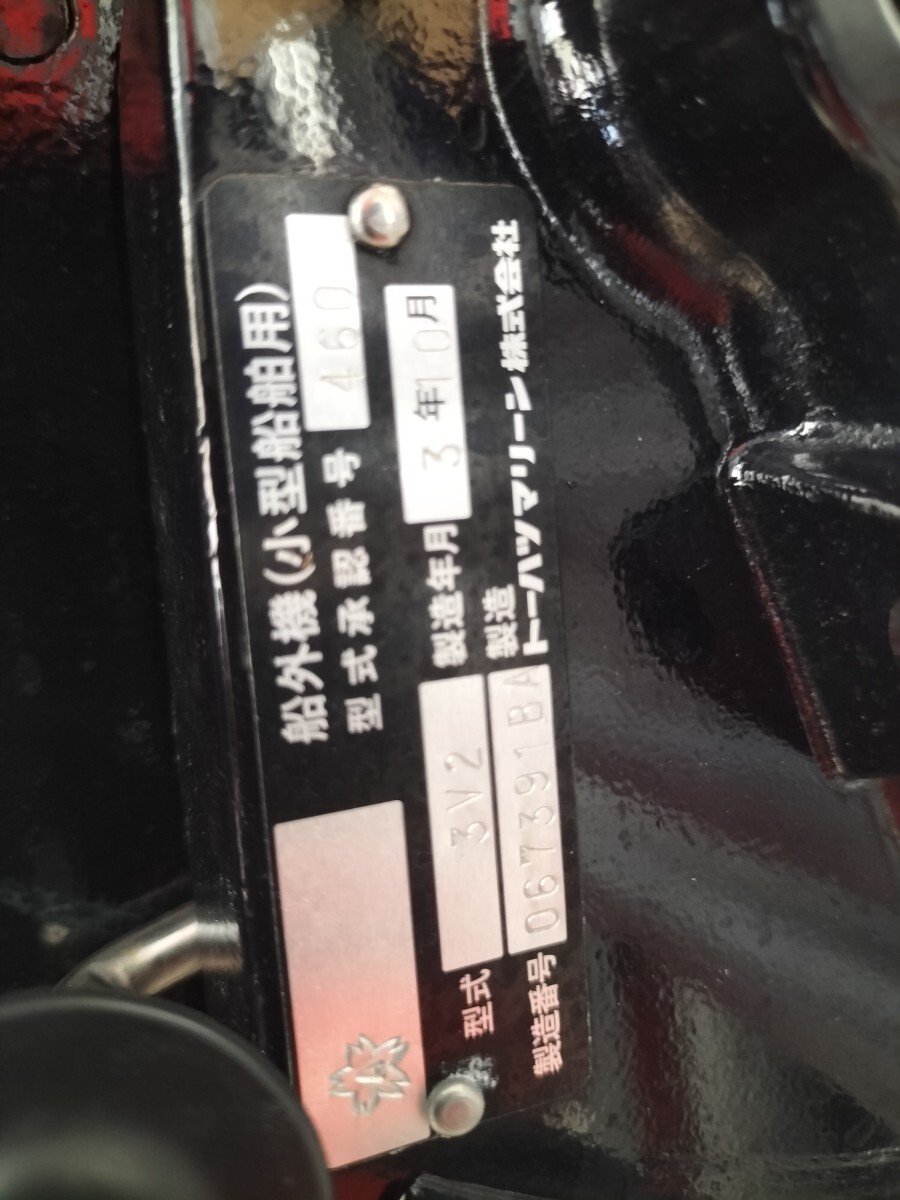 船外機(小型船舶用)
型式承認番号 460
型式 3V2 製造年月 3年10月
製造番号 067391BA 製造
トーハツマリーン株式会社